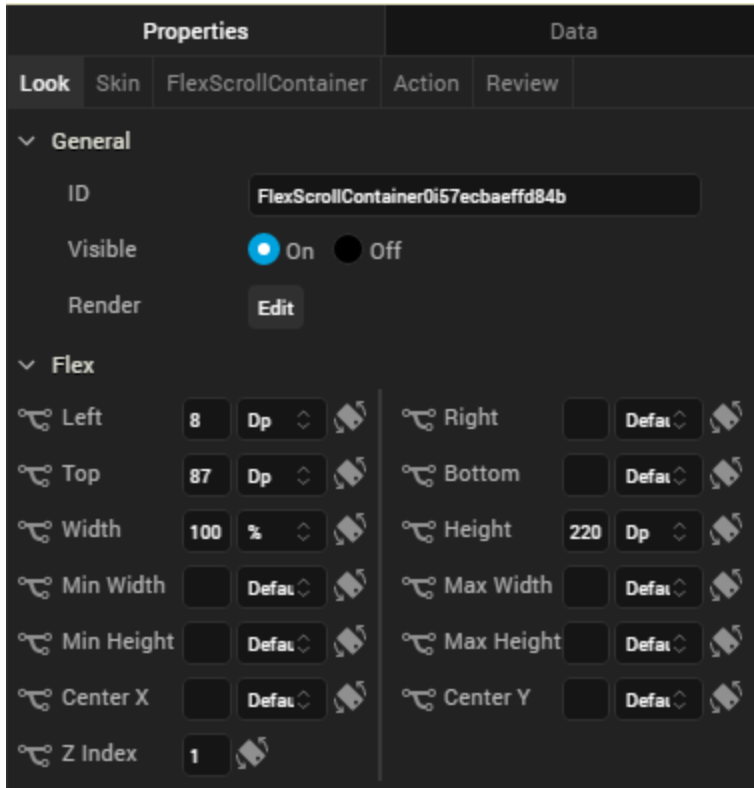 Properties Data
Look Skin FlexScrollContainer Action Review
General
ID FlexScrollContainer0i57ecbaeffd84b
Visible On Off
Render Edit
Flex
Left 8 Dp Right Defau
Top 87 Dp Bottom Defau
Width 100 % Height 220 Dp
Min Width Defau Max Width Defau
Min Height Defau Max Height Defau
Center X Defau Center Y Defau
Z Index 1